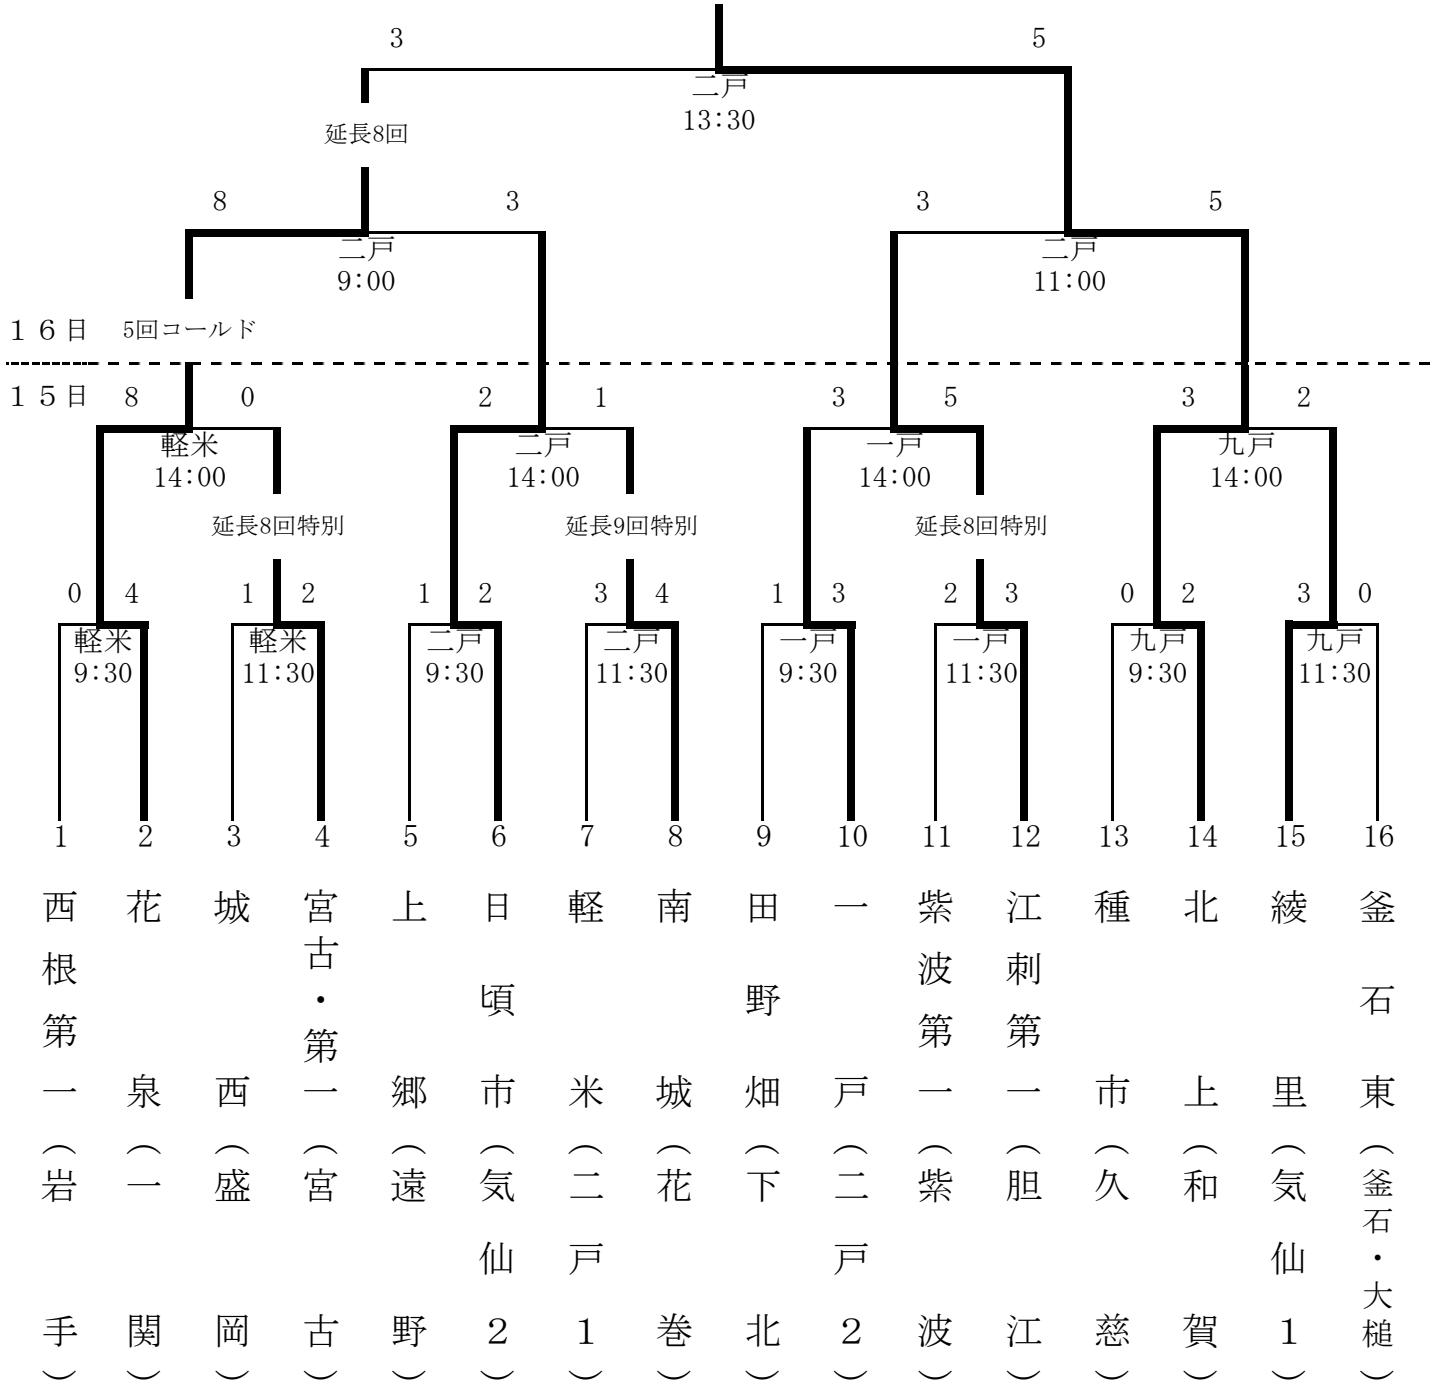 3 5
二戸
13:30
延長8回
8 3 3 5
二戸 二戸
9:00 11:00
１６日 5回コールド
１５日 8 0 2 1 3 5 3 2
軽米 二戸 一戸 九戸
14:00 14:00 14:00 14:00
延長8回特別 延長9回特別 延長8回特別
0 4 1 2 1 2 3 4 1 3 2 3 0 2 3 0
軽米 軽米 二戸 二戸 一戸 一戸 九戸 九戸
9:30 11:30 9:30 11:30 9:30 11:30 9:30 11:30
1 2 3 4 5 6 7 8 9 10 11 12 13 14 15 16
西根第一（岩手）
花泉（一関）
城西（盛岡）
宮古・第一（宮古）
上郷（遠野）
日頃市（気仙２）
軽米（二戸１）
南城（花巻）
田野畑（下北）
一戸（二戸２）
紫波第一（紫波）
江刺第一（胆江）
種市（久慈）
北上（和賀）
綾里（気仙１）
釜石東（釜石・大槌）